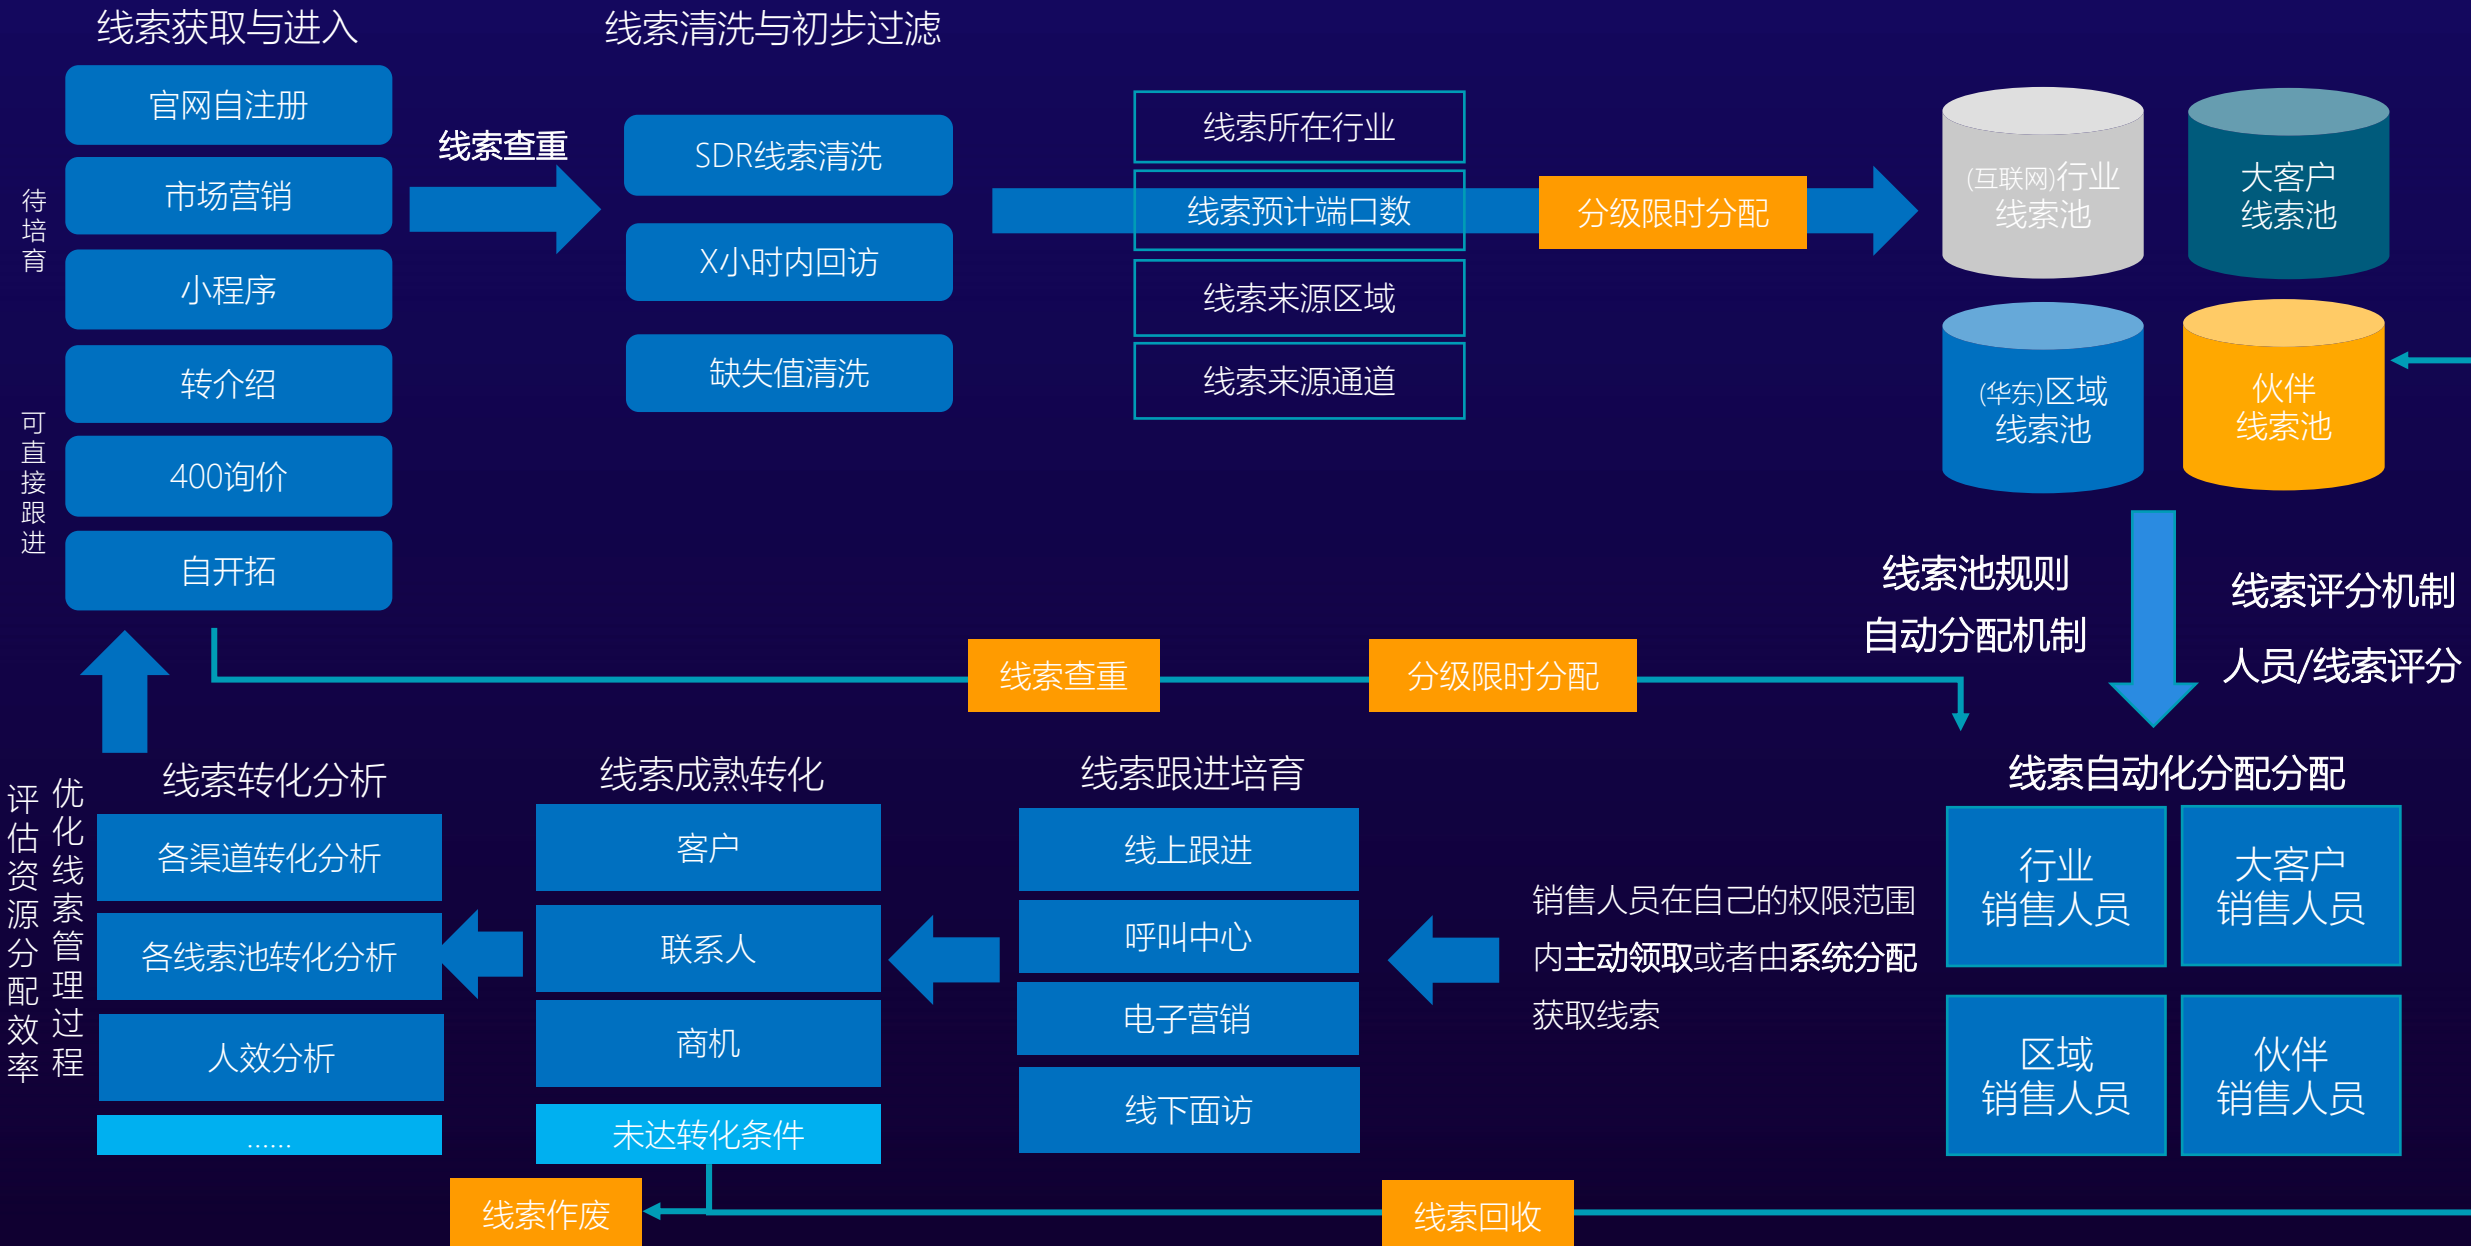 线索获取与进入
待培育
可直接跟进
官网自注册
市场营销
小程序
转介绍
400询价
自开拓
线索查重
线索清洗与初步过滤
SDR线索清洗
X小时内回访
缺失值清洗
线索所在行业
线索预计端口数
线索来源区域
线索来源通道
分级限时分配
(互联网)行业
线索池
大客户
线索池
(华东)区域
线索池
伙伴
线索池
线索池规则
自动分配机制
线索评分机制
人员/线索评分
线索查重
分级限时分配
线索自动化分配分配
行业
销售人员
大客户
销售人员
区域
销售人员
伙伴
销售人员
销售人员在自己的权限范围
内主动领取或者由系统分配
获取线索
线索跟进培育
线上跟进
呼叫中心
电子营销
线下面访
线索成熟转化
客户
联系人
商机
未达转化条件
线索转化分析
各渠道转化分析
各线索池转化分析
人效分析
……
优化线索管理过程
评估资源分配效率
线索作废
线索回收